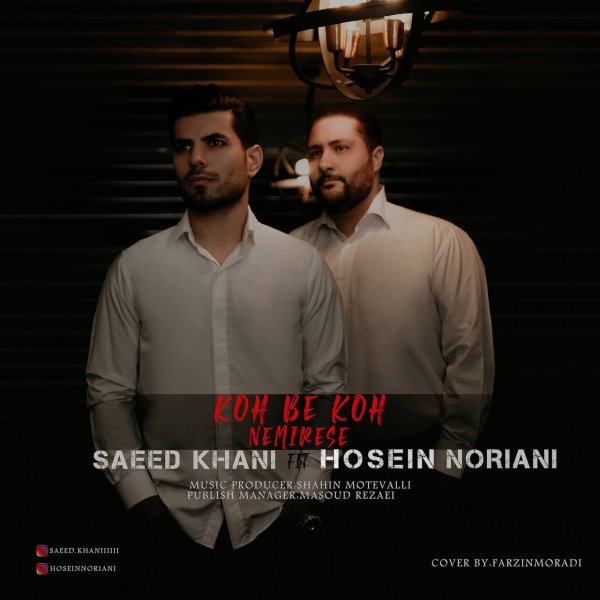 KOH BE KOH
NEMIRESE
SAEED KHANI FIT HOSEIN NORIANI
MUSIC PRODUCER.SHAHIN MOTEVALLI
PUBLISH MANAGER.MASOUD REZAEI
SAEED.KHANIIIIII
HOSEINNORIANI
COVER BY.FARZINMORADI